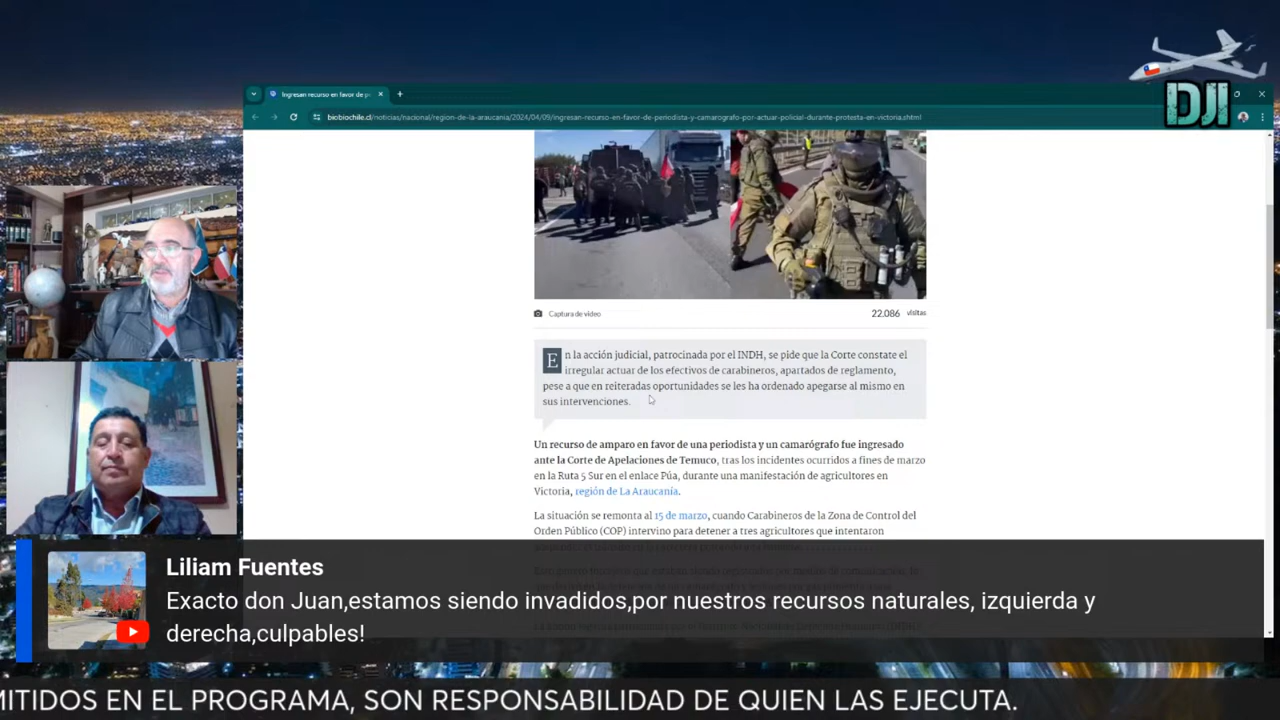 DJI
Ingresan recurso en favor de p
biobiochile.cl/noticias/nacional/region-de-la-araucania/2024/04/09/ingresan-recurso-en-favor-de-periodista-y-camarografo-por-actuar-policial-durante-protesta-en-victoria.shtml
Captura de video
22.086 visitas
En la acción judicial, patrocinada por el INDH, se pide que la Corte constate el
irregular actuar de los efectivos de carabineros, apartados de reglamento,
pese a que en reiteradas oportunidades se les ha ordenado apegarse al mismo en
sus intervenciones.
Un recurso de amparo en favor de una periodista y un camarógrafo fue ingresado
ante la Corte de Apelaciones de Temuco, tras los incidentes ocurridos a fines de marzo
en la Ruta 5 Sur en el enlace Púa, durante una manifestación de agricultores en
Victoria, región de La Araucanía.
La situación se remonta al 15 de marzo, cuando Carabineros de la Zona de Control del
Orden Público (COP) intervino para detener a tres agricultores que intentaron
Liliam Fuentes
Exacto don Juan,estamos siendo invadidos,por nuestros recursos naturales, izquierda y
derecha,culpables!
MITIDOS EN EL PROGRAMA, SON RESPONSABILIDAD DE QUIEN LAS EJECUTA.